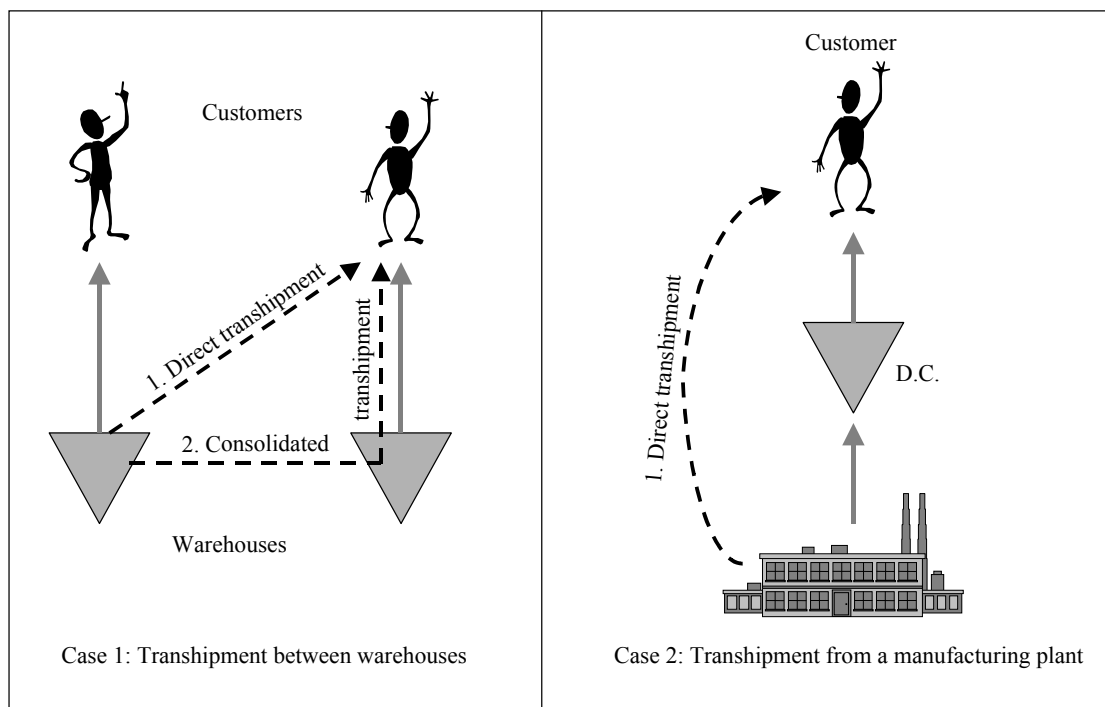 Customers
1. Direct transhipment
transhipment
2. Consolidated
Warehouses
Case 1: Transhipment between warehouses
Customer
1. Direct transhipment
D.C.
Case 2: Transhipment from a manufacturing plant